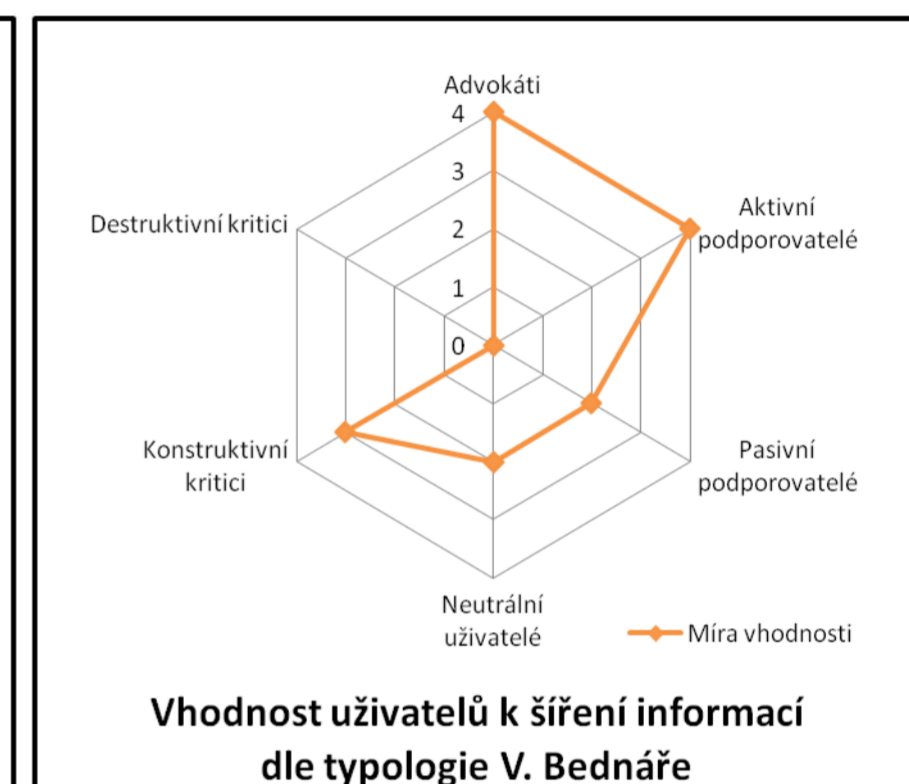 Advokáti
4
3
2
1
0
Aktivní
podporovatelé
Pasivní
podporovatelé
Neutrální
uživatelé
Konstruktivní
kritici
Destruktivní kritici
Míra vhodnosti
Vhodnost uživatelů k šíření informací
dle typologie V. Bednáře